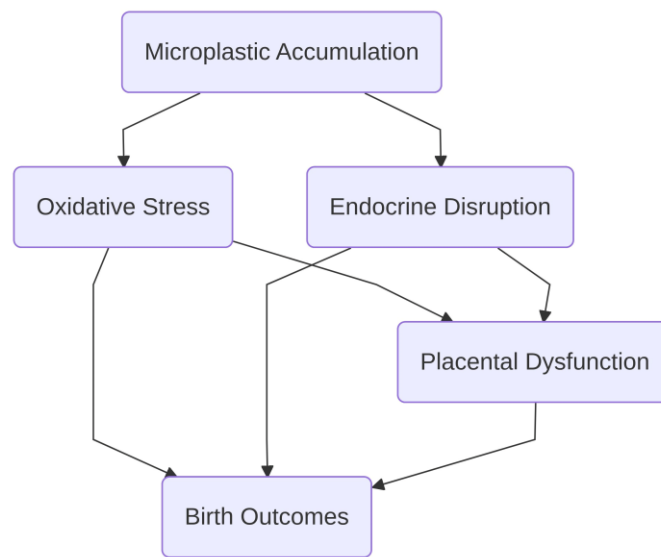 Microplastic Accumulation
Oxidative Stress
Endocrine Disruption
Placental Dysfunction
Birth Outcomes